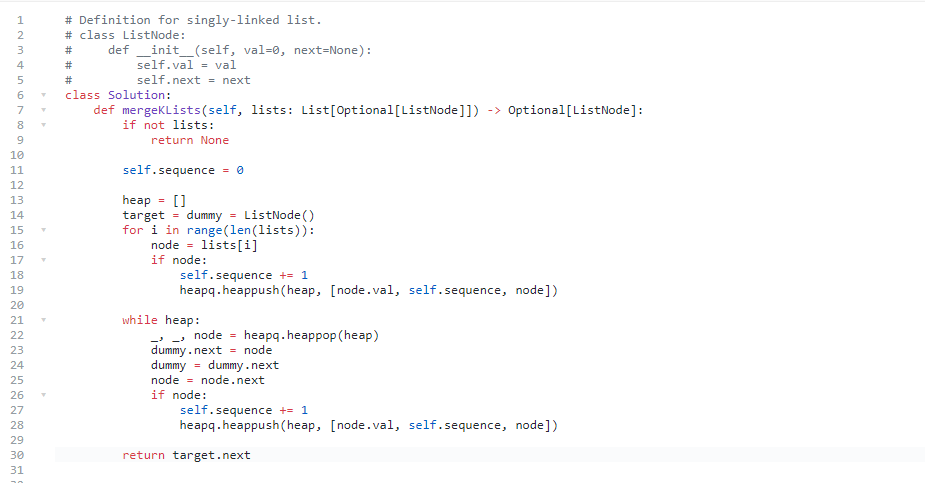 1 # Definition for singly-linked list.
2 # class ListNode:
3 #     def __init__(self, val=0, next=None):
4 #         self.val = val
5 #         self.next = next
6 class Solution:
7     def mergeKLists(self, lists: List[Optional[ListNode]]) -> Optional[ListNode]:
8         if not lists:
9             return None
10
11         self.sequence = 0
12
13         heap = []
14         target = dummy = ListNode()
15         for i in range(len(lists)):
16             node = lists[i]
17             if node:
18                 self.sequence += 1
19                 heapq.heappush(heap, [node.val, self.sequence, node])
20
21         while heap:
22             _, _, node = heapq.heappop(heap)
23             dummy.next = node
24             dummy = dummy.next
25             node = node.next
26             if node:
27                 self.sequence += 1
28                 heapq.heappush(heap, [node.val, self.sequence, node])
29
30         return target.next
31